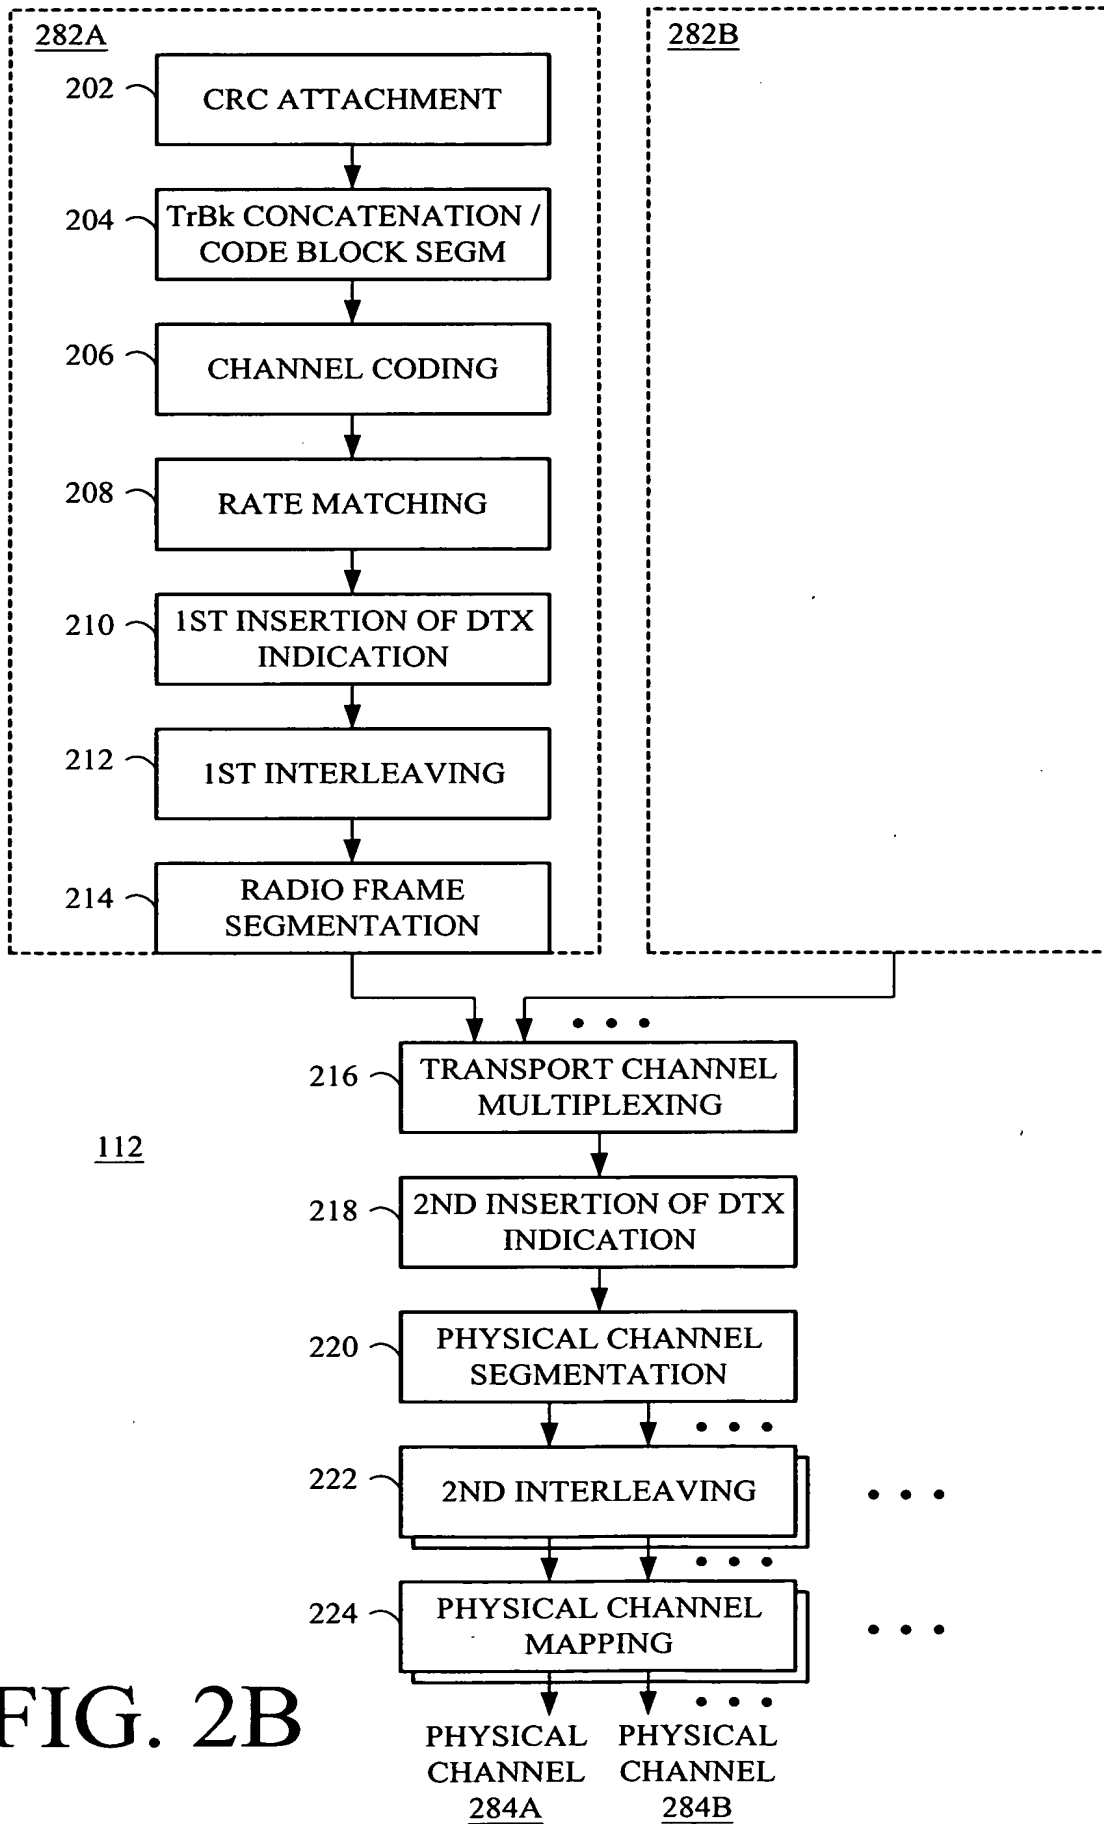 282A
282B
202
CRC ATTACHMENT
204
TrBk CONCATENATION /
CODE BLOCK SEGM
206
CHANNEL CODING
208
RATE MATCHING
210
1ST INSERTION OF DTX
INDICATION
212
1ST INTERLEAVING
214
RADIO FRAME
SEGMENTATION
216
TRANSPORT CHANNEL
MULTIPLEXING
112
218
2ND INSERTION OF DTX
INDICATION
220
PHYSICAL CHANNEL
SEGMENTATION
222
2ND INTERLEAVING
224
PHYSICAL CHANNEL
MAPPING
FIG. 2B
PHYSICAL
CHANNEL
284A
PHYSICAL
CHANNEL
284B